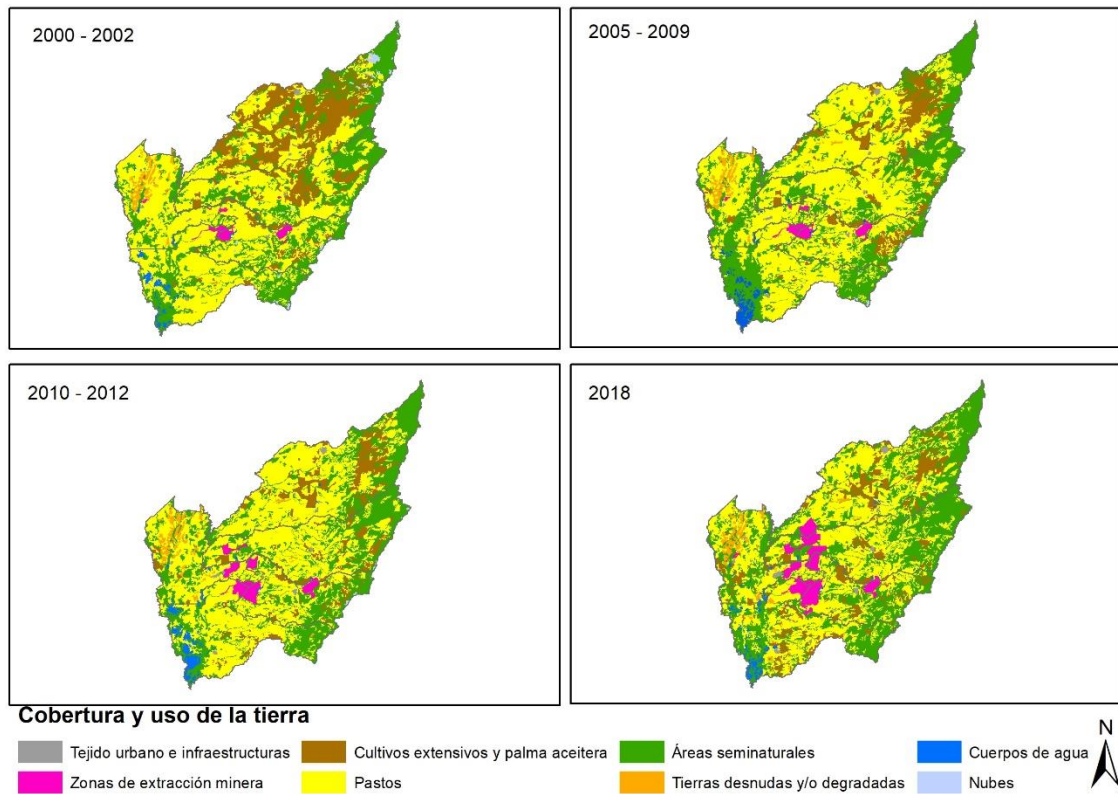 2000 - 2002
2005 - 2009
2010 - 2012
2018
Cobertura y uso de la tierra
Tejido urbano e infraestructuras
Cultivos extensivos y palma aceitera
Áreas seminaturales
Cuerpos de agua
Zonas de extracción minera
Pastos
Tierras desnudas y/o degradadas
Nubes
N